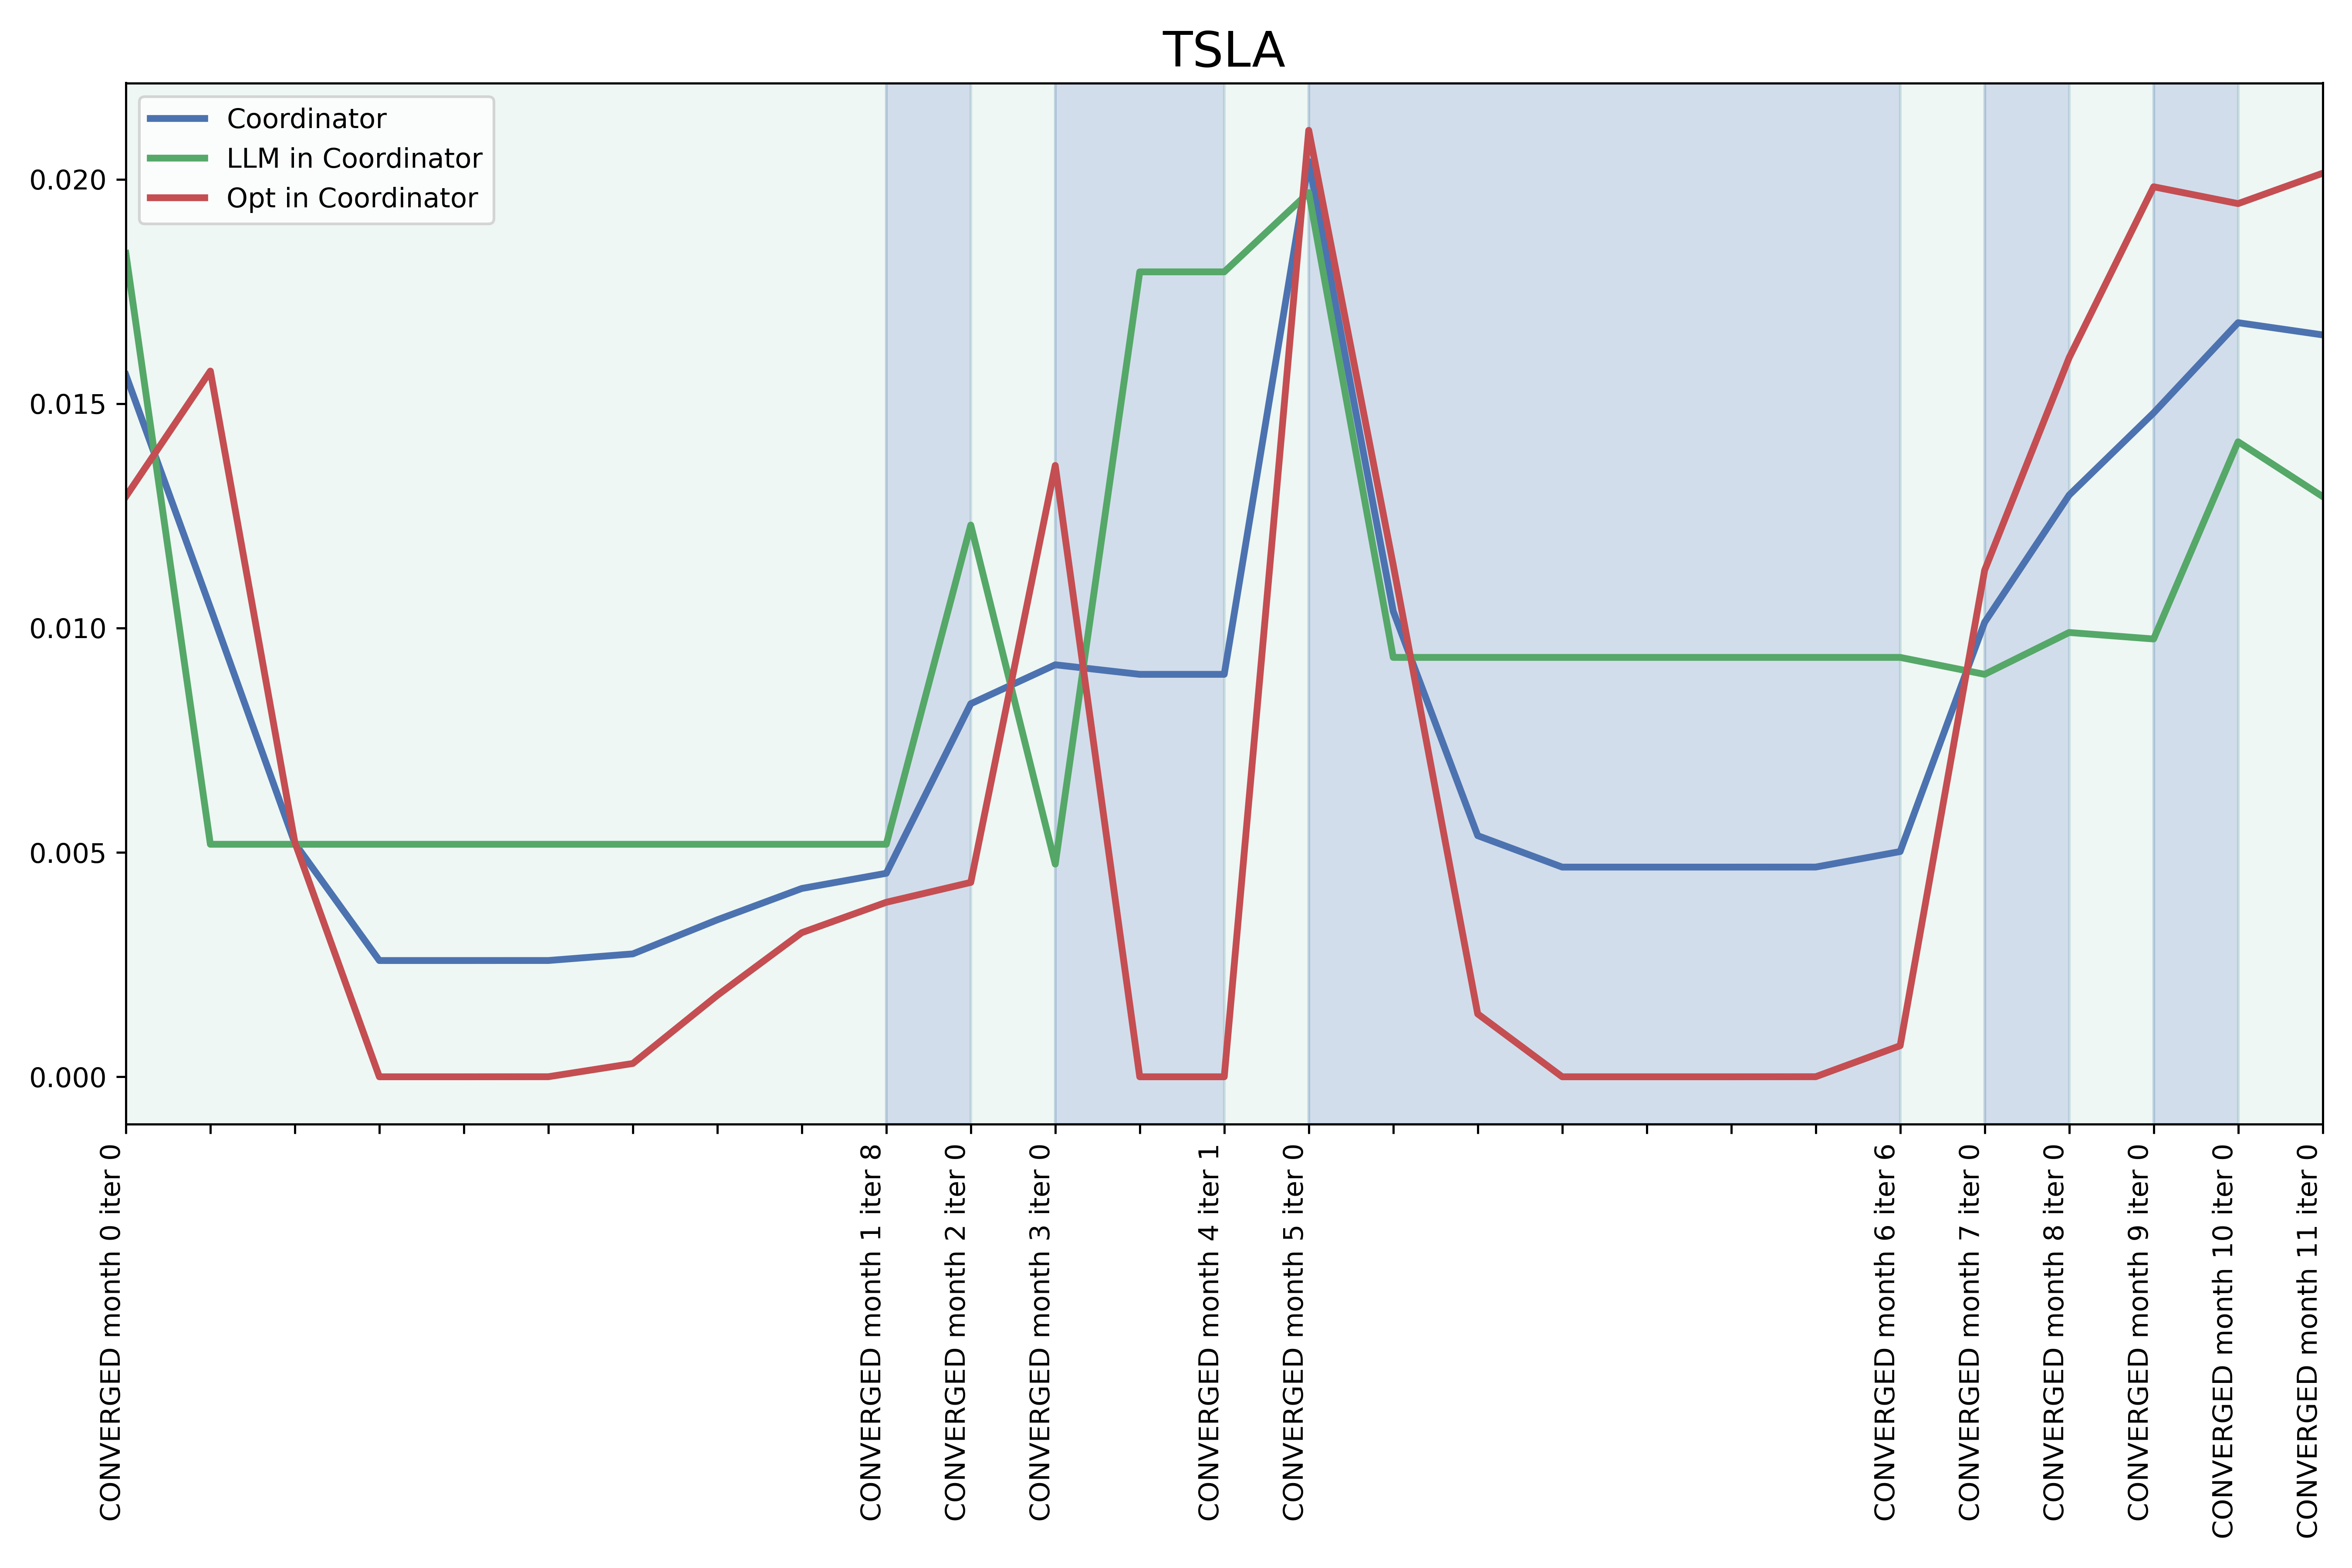 TSLA
Coordinator
LLM in Coordinator
Opt in Coordinator
0.020
0.015
0.010
0.005
0.000
CONVERGED month 0 iter 0
CONVERGED month 1 iter 8
CONVERGED month 2 iter 0
CONVERGED month 3 iter 0
CONVERGED month 4 iter 1
CONVERGED month 5 iter 0
CONVERGED month 6 iter 6
CONVERGED month 7 iter 0
CONVERGED month 8 iter 0
CONVERGED month 9 iter 0
CONVERGED month 10 iter 0
CONVERGED month 11 iter 0